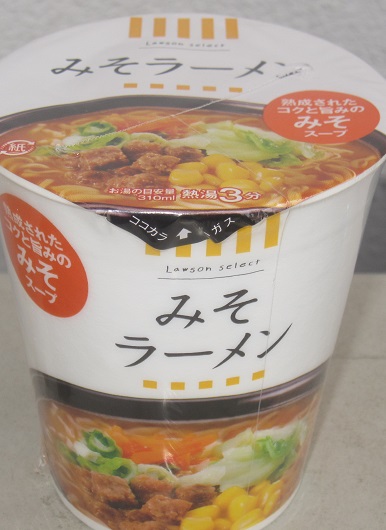 Lawson select
みそラーメン
熟成された
コクと旨みの
みそ
スープ
紙
お湯の目安量
310ml
熱湯3分
ココカラ
ガス
熟成された
コクと旨みの
みそ
スープ
Lawson select
みそ
ラーメン